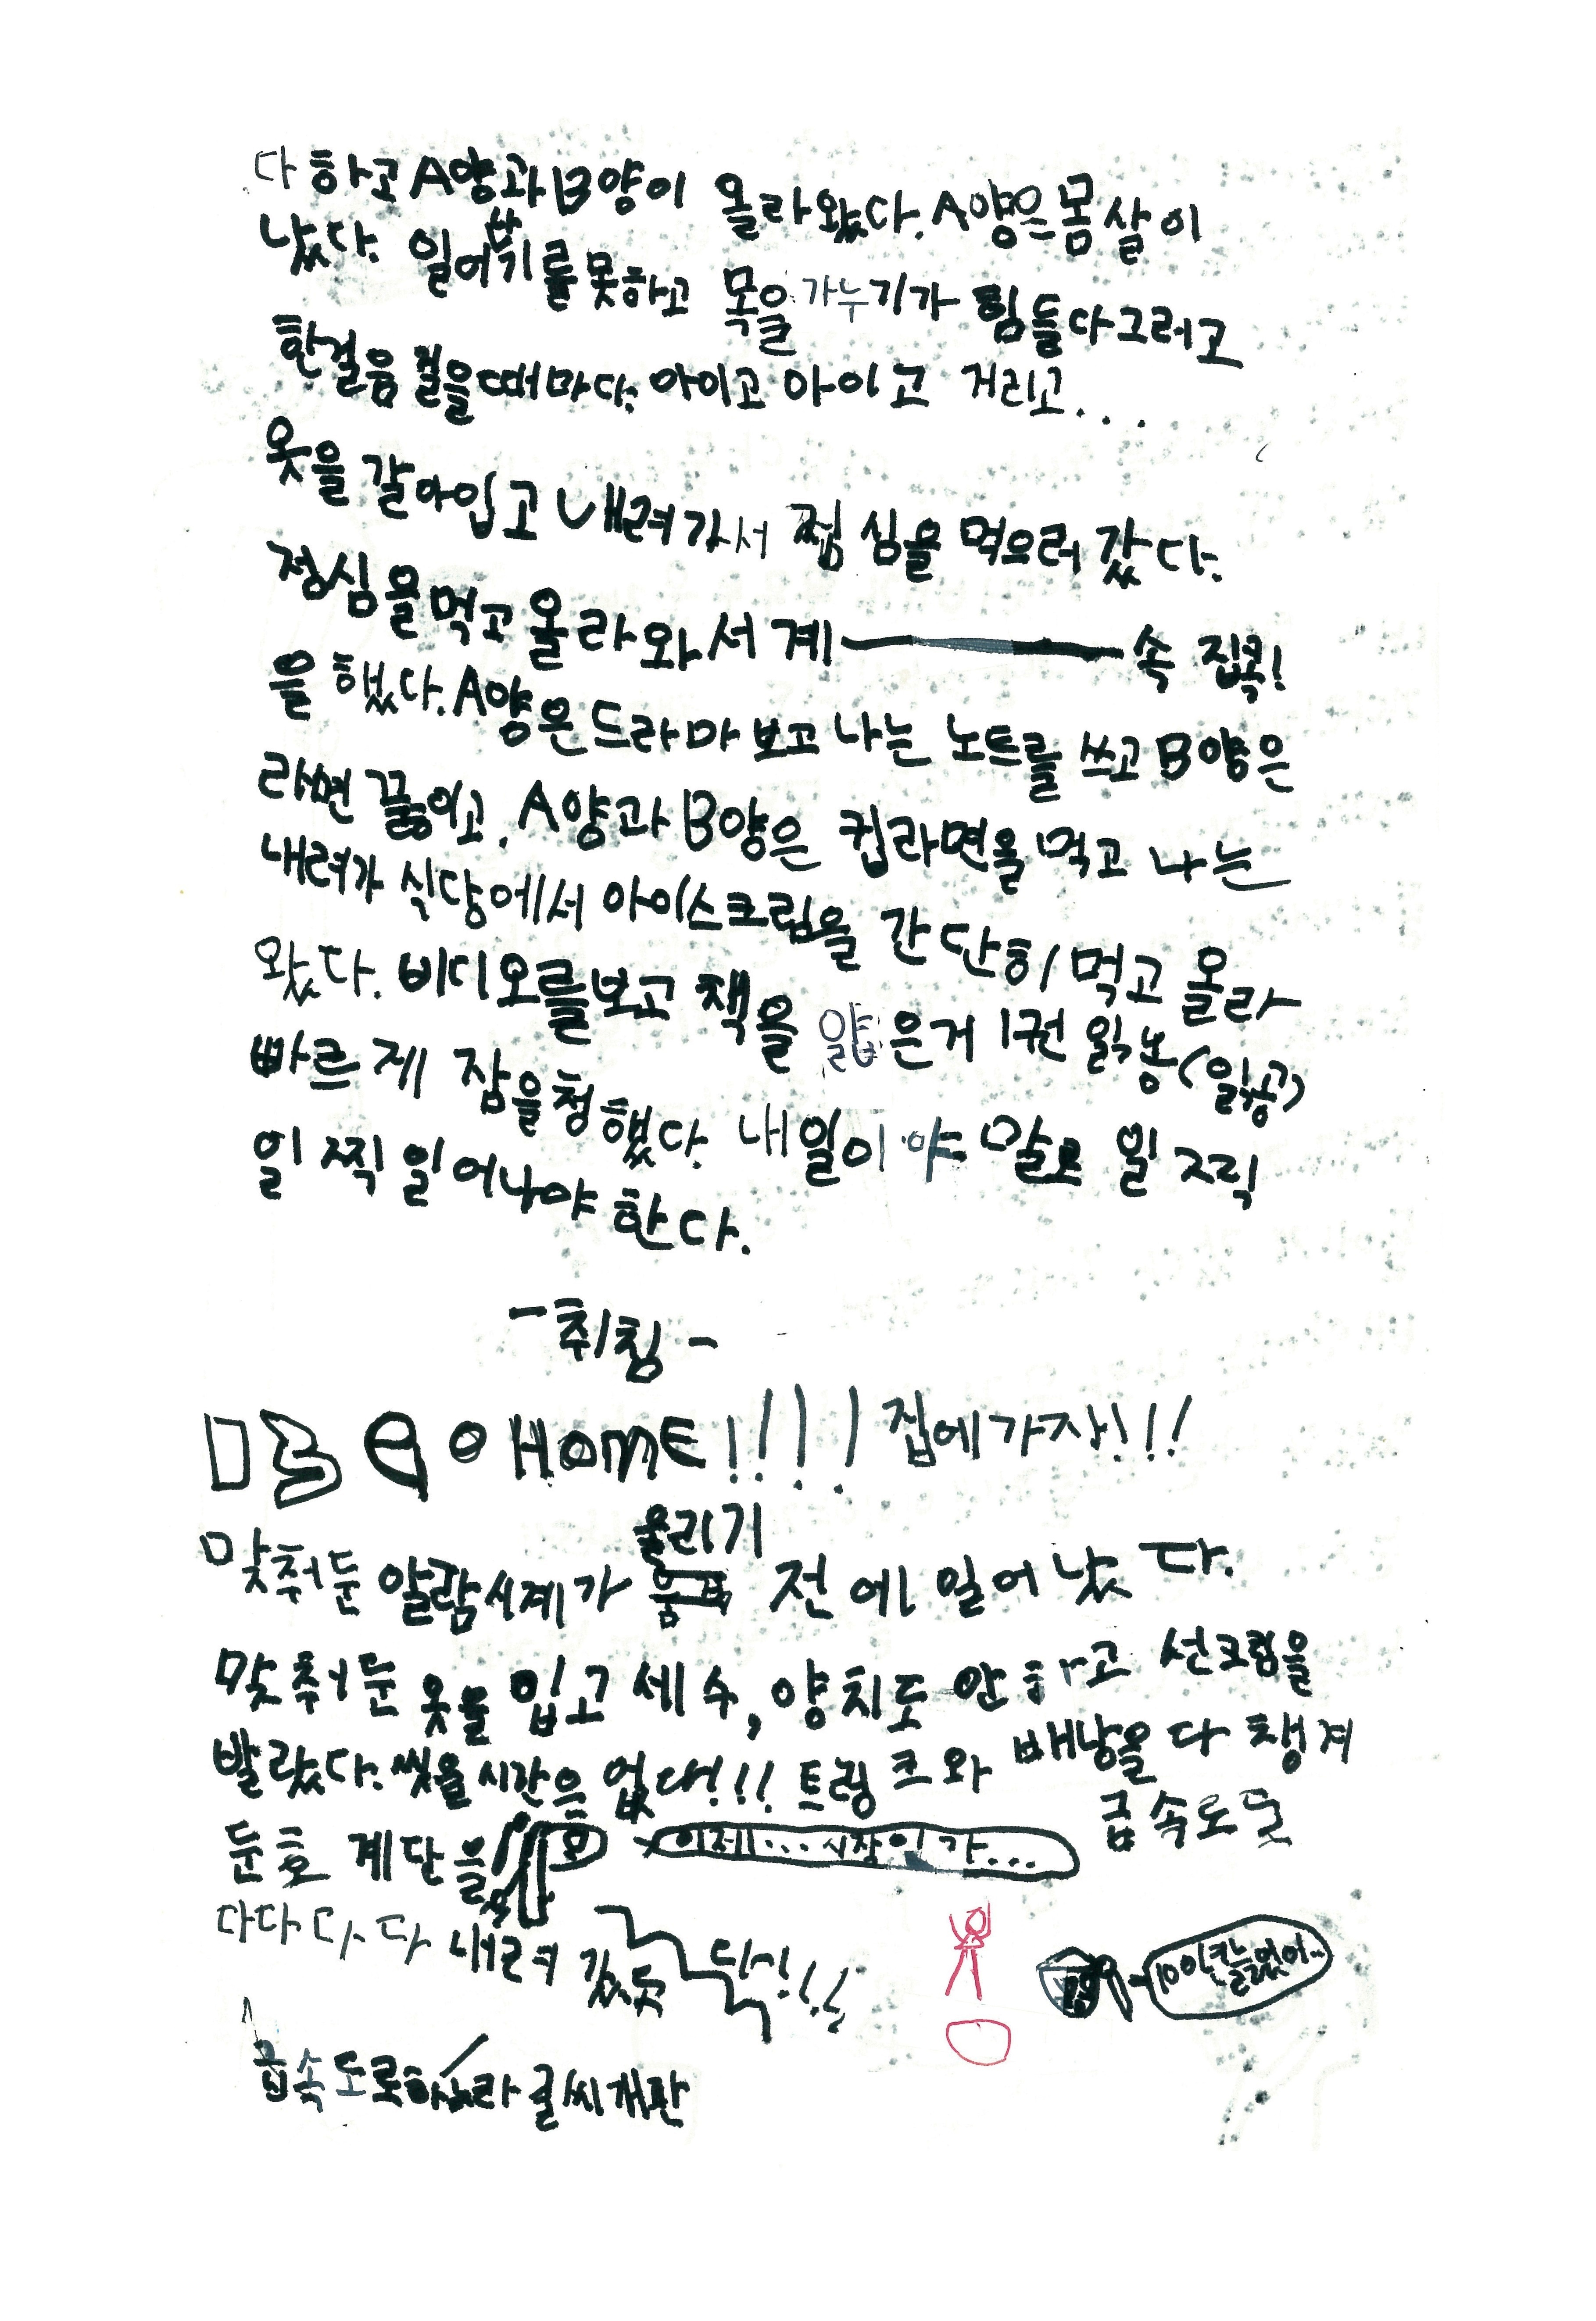 다하고 A양과 B양이 올라왔다. A양은 몸살이
났다. 일어서기를 못하고 목을 가누기가 힘들다그러고
한걸음 걸을때마다 아이고 아이고 거리고...
옷을 갈아입고 내려가서 쩜심을 먹으러 갔다.
정심을 먹고 올라와서 계ㅡ속 집콕!
을 했다. A양은 드라마 보고 나는 노트를 쓰고 B양은
라면 끓이고. A양과 B양은 컵라면을 먹고 나는
내려가 식당에서 아이스크림을 간단히 먹고 올라
왔다. 비디오를보고 책을 얇은거 1권 읽농 (읽공)
빠르게 잠을청했다. 내일이야 말로 일찍
일찍 일어나야 한다.
-취침-
HOME!!!! 집에가자!!!
울리기
맞춰둔 알람시계가 전에 일어났다.
맞춰둔 옷을 입고 세수, 양치도 안하고 선크림을
발랐다. 씻을시간은 없다!!! 트렁크와 배낭을 다 챙겨
둔후 계단을 급속도로
이제... 시작인가...
다다다다 내려 갔다!!!
10안칸늘없어..
급속도로하느라 글씨개판